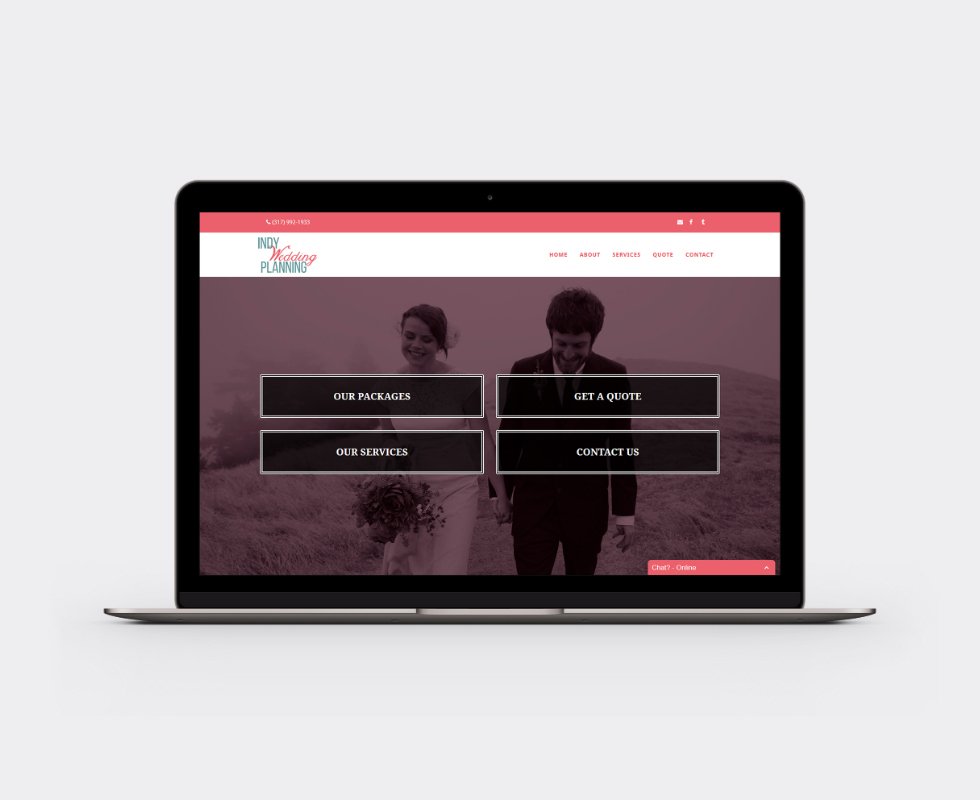 (317) 992-1933
INDY
Wedding
PLANNING
HOME ABOUT SERVICES QUOTE CONTACT
OUR PACKAGES
GET A QUOTE
OUR SERVICES
CONTACT US
Chat? - Online